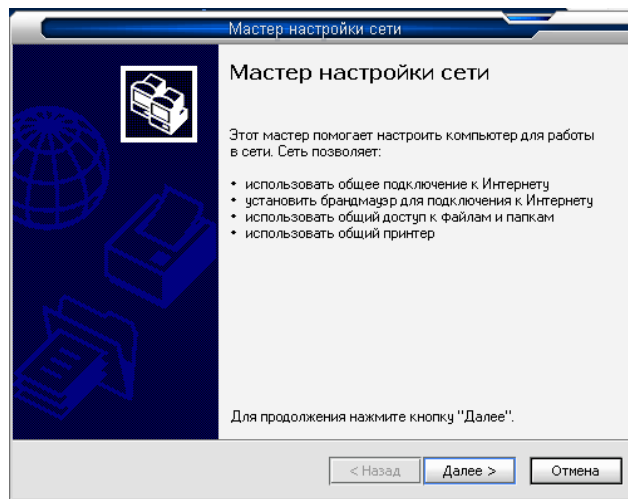 Мастер настройки сети
Мастер настройки сети
Этот мастер помогает настроить компьютер для работы
в сети. Сеть позволяет:
• использовать общее подключение к Интернету
• установить брандмауэр для подключения к Интернету
• использовать общий доступ к файлам и папкам
• использовать общий принтер
Для продолжения нажмите кнопку "Далее".
< Назад Далее > Отмена